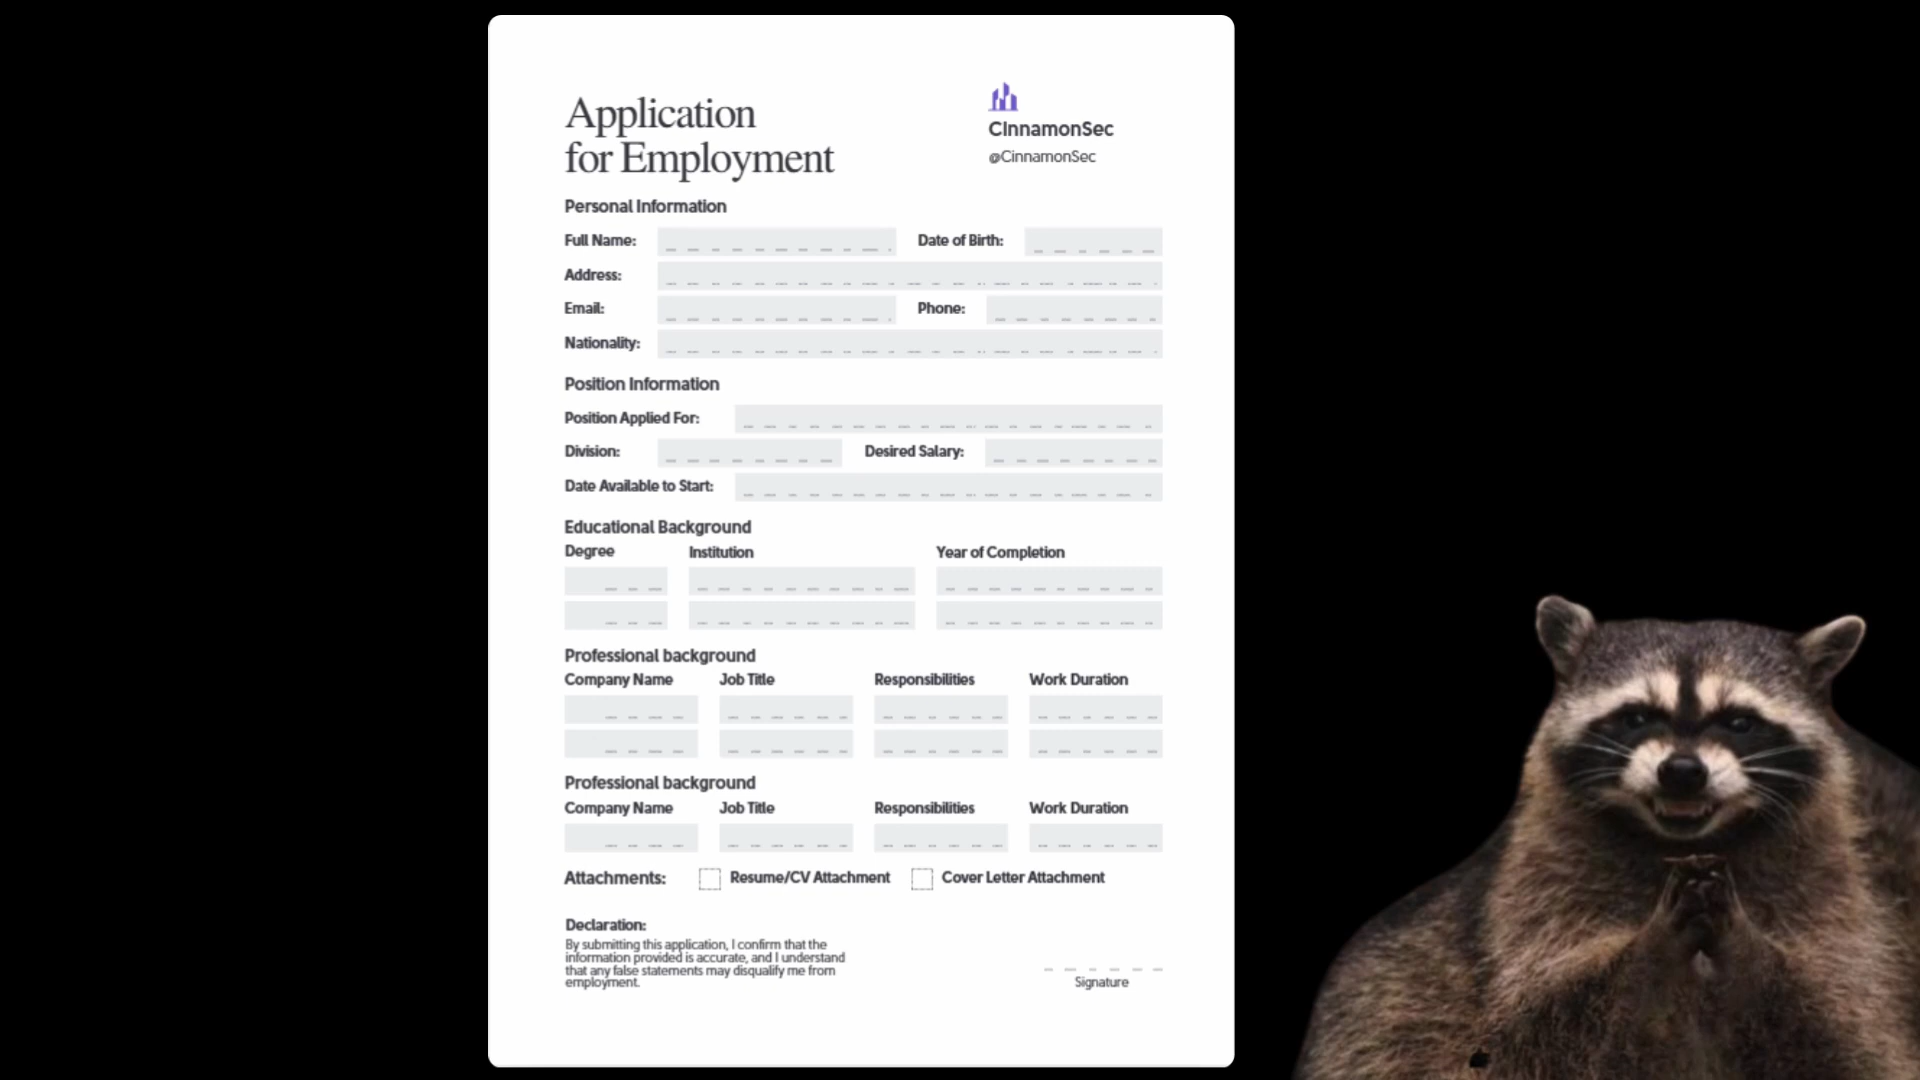 Application
for Employment
CInnamonSec
@CinnamonSec
Personal Information
Full Name: Date of Birth:
Address:
Email: Phone:
Nationality:
Position Information
Position Applied For:
Division: Desired Salary:
Date Available to Start:
Educational Background
Degree Institution Year of Completion
Professional background
Company Name Job Title Responsibilities Work Duration
Professional background
Company Name Job Title Responsibilities Work Duration
Attachments: Resume/CV Attachment Cover Letter Attachment
Declaration:
By submitting this application, I confirm that the
information provided is accurate, and I understand
that any false statements may disqualify me from
employment.
Signature